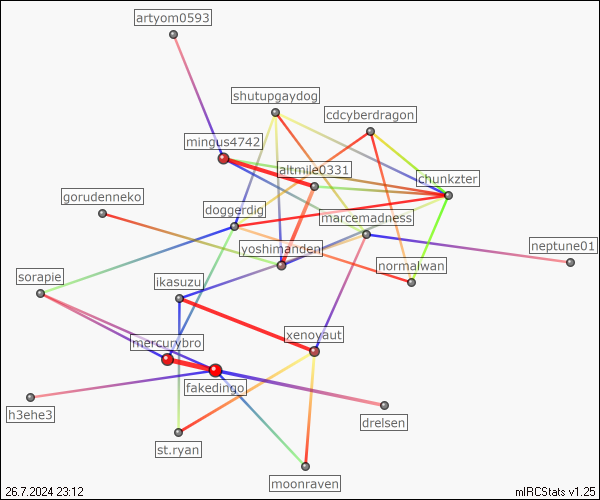 artyom0593
shutupgaydog
cdcyberdragon
mingus4742
altmile0331
chunkzter
gorudenneko
doggerdig
marcemadness
yoshimanden
neptune01
normalwan
sorapie
ikasuzu
xenoyaut
mercurybro
fakedingo
h3ehe3
drelsen
st.ryan
moonraven
26.7.2024 23:12
mIRCStats v1.25